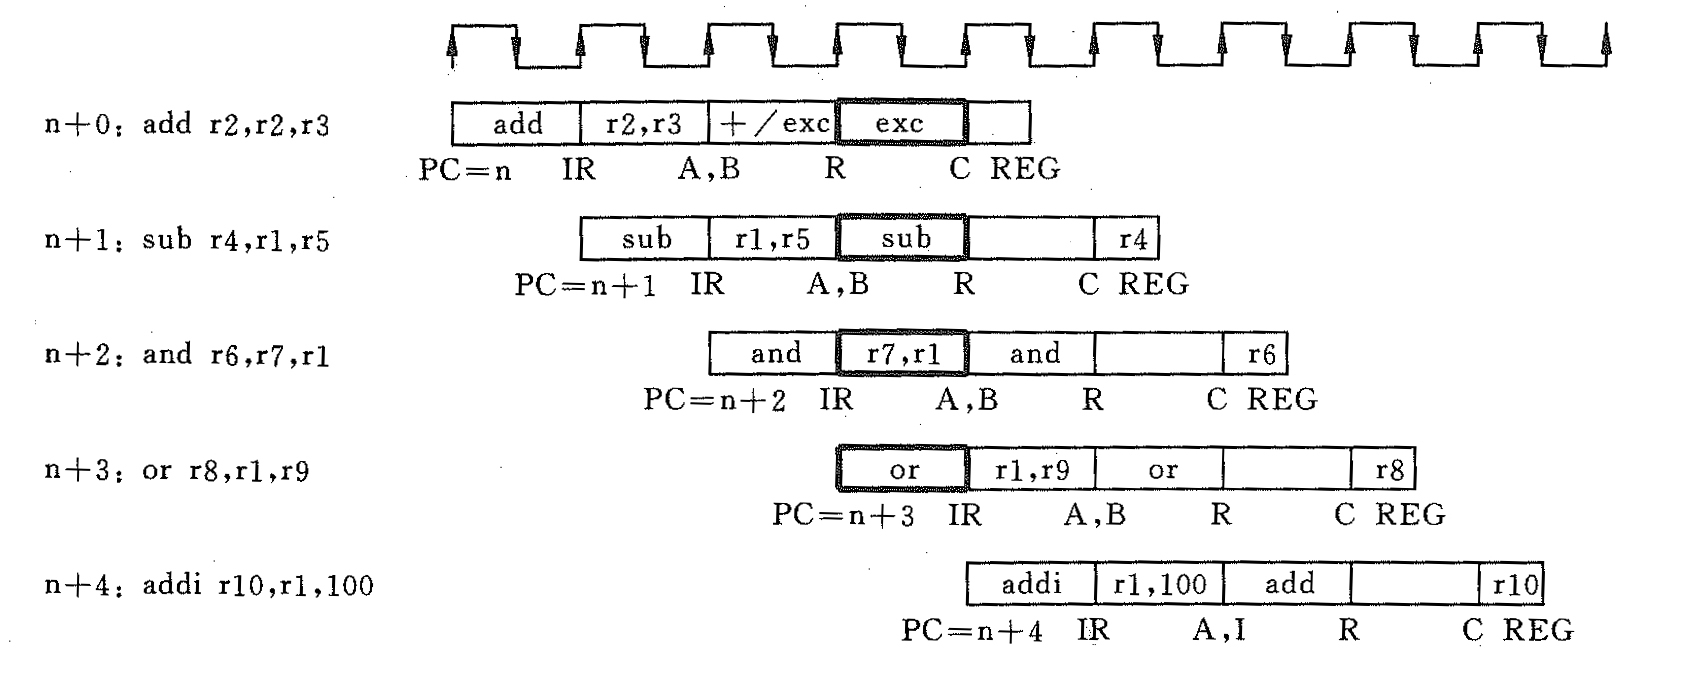 n+0: add r2,r2,r3 add r2,r3 +/exc exc
PC=n IR A,B R C REG
n+1: sub r4,r1,r5 sub r1,r5 sub r4
PC=n+1 IR A,B R C REG
n+2: and r6,r7,r1 and r7,r1 and r6
PC=n+2 IR A,B R C REG
n+3: or r8,r1,r9 or r1,r9 or r8
PC=n+3 IR A,B R C REG
n+4: addi r10,r1,100 addi r1,100 add r10
PC=n+4 IR A,I R C REG